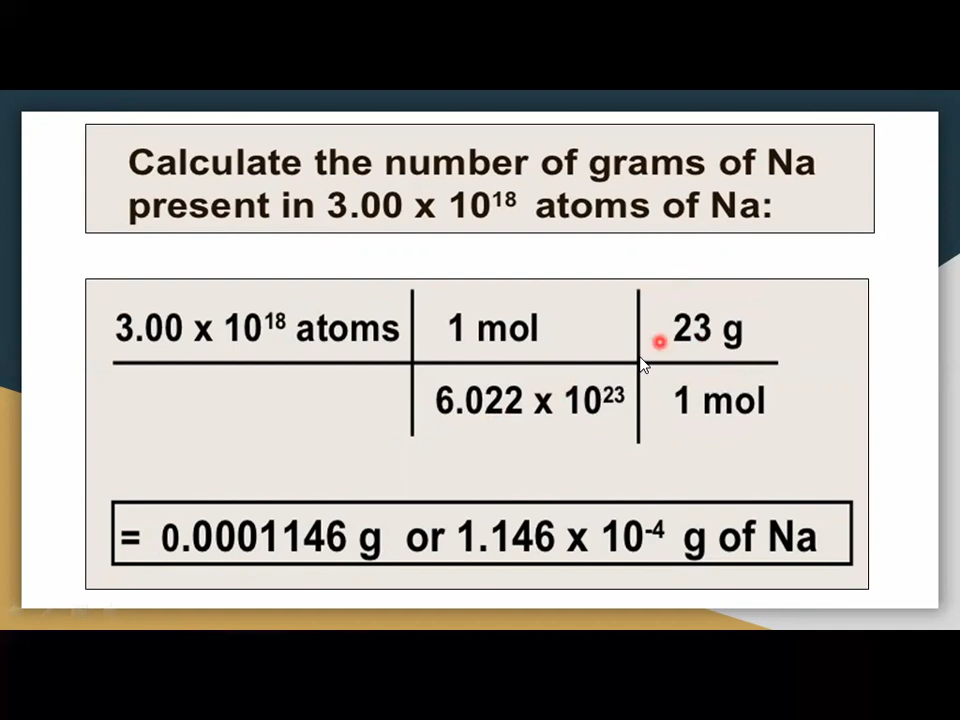 Calculate the number of grams of Na
present in 3.00 x 10¹⁸ atoms of Na:
3.00 x 10¹⁸ atoms 1 mol 23 g
6.022 x 10²³ 1 mol
= 0.0001146 g or 1.146 x 10⁻⁴ g of Na